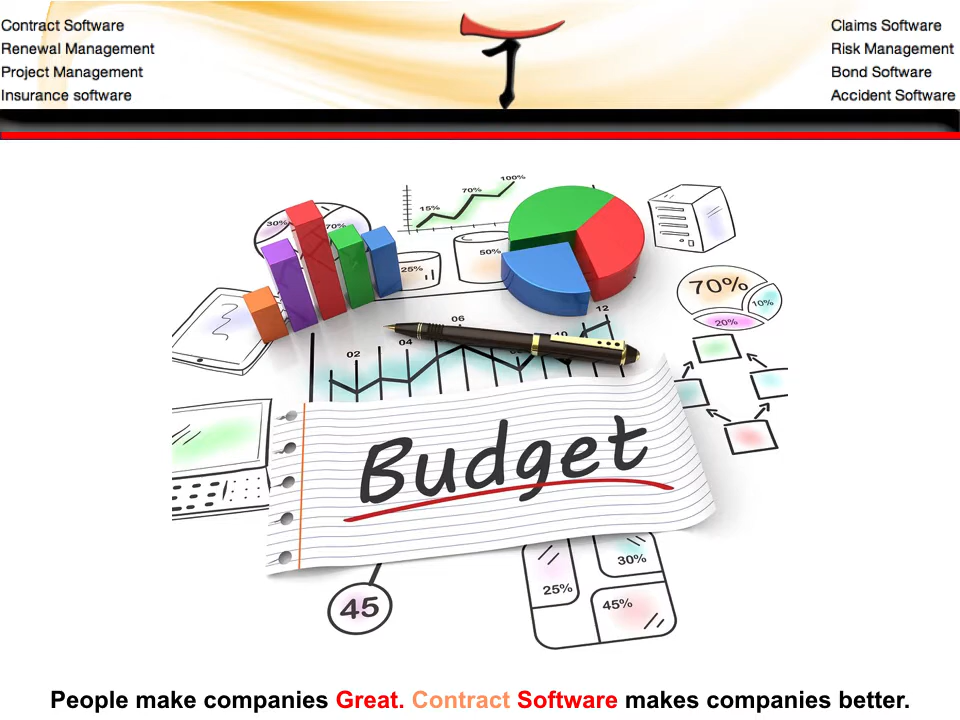 Contract Software
Renewal Management
Project Management
Insurance software
Claims Software
Risk Management
Bond Software
Accident Software
100%
70%
15%
30%
70%
25%
50%
70%
10%
20%
12
10
06
04
02
Budget
30%
25%
45%
45
People make companies Great. Contract Software makes companies better.